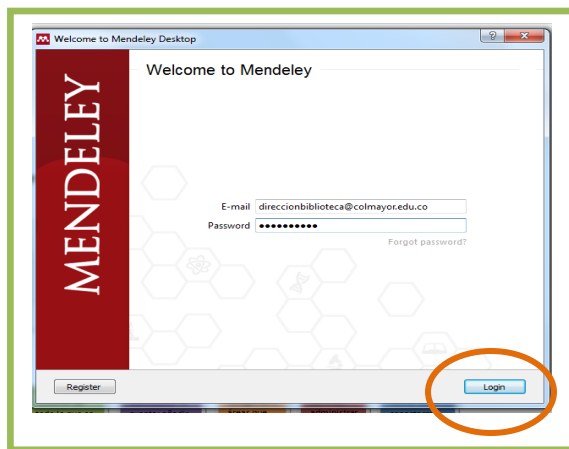 Welcome to Mendeley Desktop
Welcome to Mendeley
MENDELEY
E-mail direccionbiblioteca@colmayor.edu.co
Password ●●●●●●●●●●
Forgot password?
Register
Login